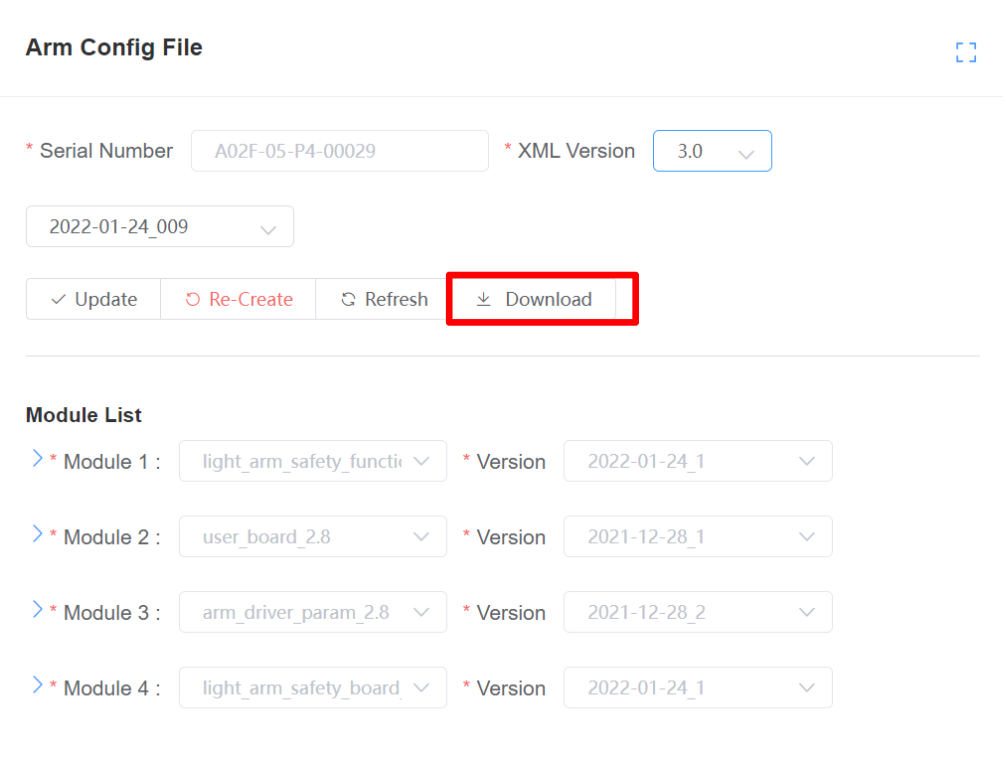 Arm Config File
* Serial Number A02F-05-P4-00029 * XML Version 3.0
2022-01-24_009
Update Re-Create Refresh Download
Module List
* Module 1 : light_arm_safety_functi * Version 2022-01-24_1
* Module 2 : user_board_2.8 * Version 2021-12-28_1
* Module 3 : arm_driver_param_2.8 * Version 2021-12-28_2
* Module 4 : light_arm_safety_board_ * Version 2022-01-24_1